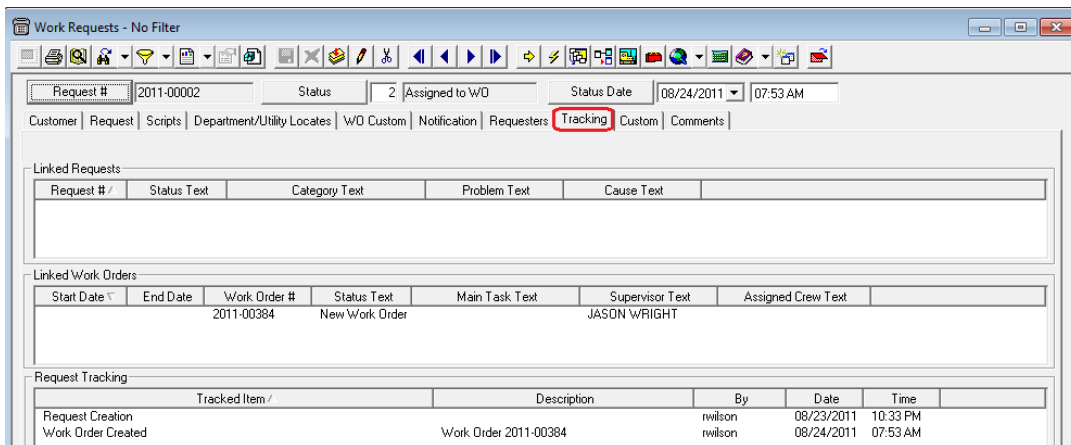 Work Requests - No Filter
Request # 2011-00002 Status 2 Assigned to WO Status Date 08/24/2011 07:53 AM
Customer Request Scripts Department/Utility Locates WO Custom Notification Requesters Tracking Custom Comments
Linked Requests
Request # Status Text Category Text Problem Text Cause Text
Linked Work Orders
Start Date End Date Work Order # Status Text Main Task Text Supervisor Text Assigned Crew Text
2011-00384 New Work Order JASON WRIGHT
Request Tracking
Tracked Item Description By Date Time
Request Creation rwilson 08/23/2011 10:33 PM
Work Order Created Work Order 2011-00384 rwilson 08/24/2011 07:53 AM